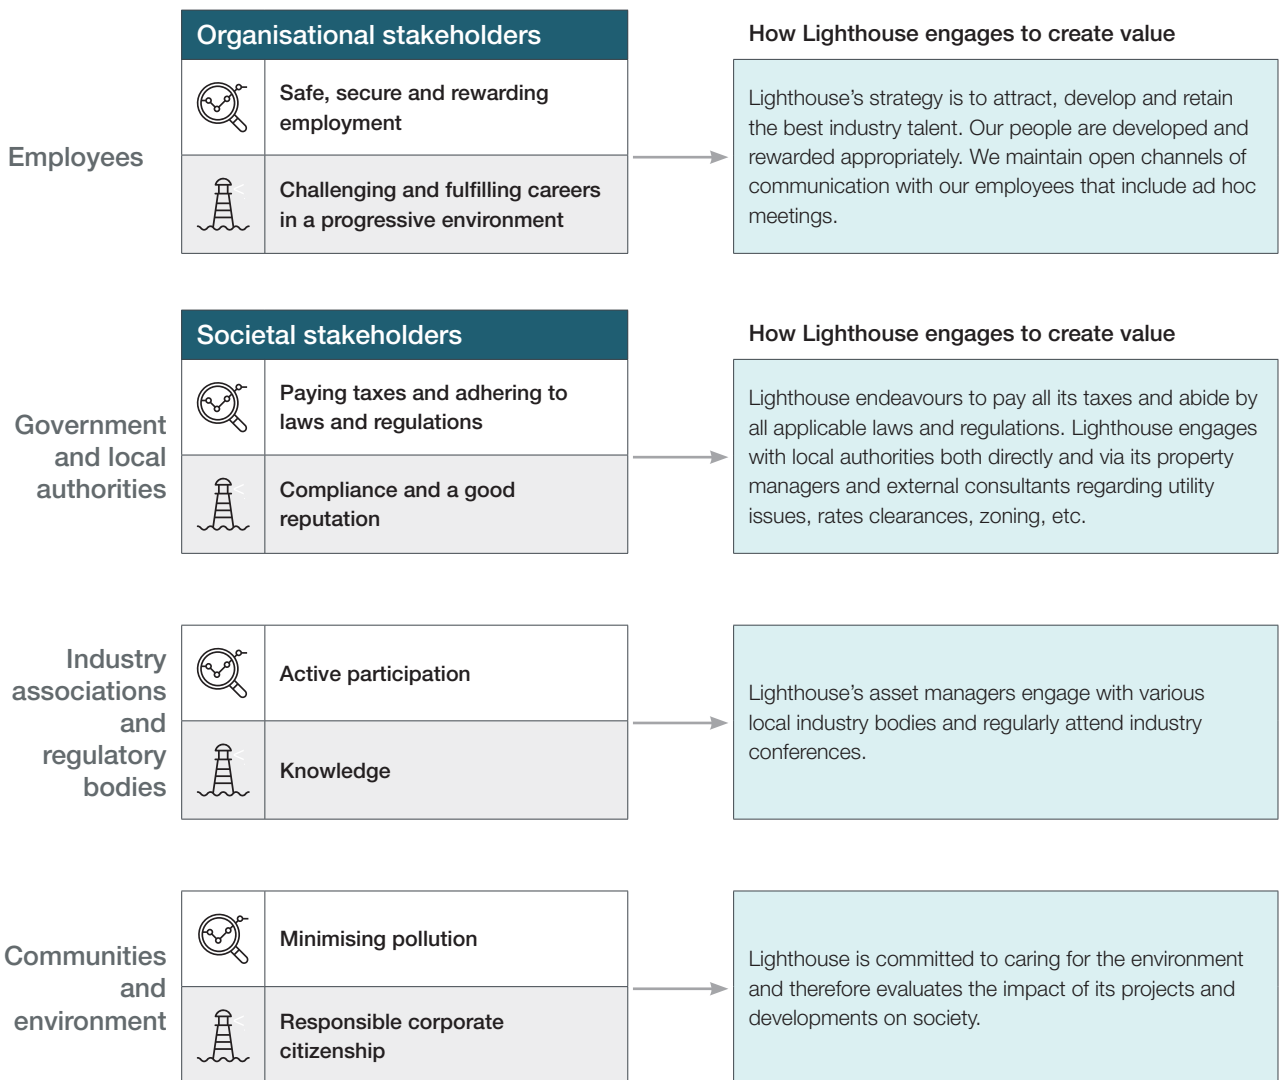 Organisational stakeholders
How Lighthouse engages to create value
Employees
Safe, secure and rewarding
employment
Challenging and fulfilling careers
in a progressive environment
Lighthouse’s strategy is to attract, develop and retain
the best industry talent. Our people are developed and
rewarded appropriately. We maintain open channels of
communication with our employees that include ad hoc
meetings.
Societal stakeholders
How Lighthouse engages to create value
Government
and local
authorities
Paying taxes and adhering to
laws and regulations
Compliance and a good
reputation
Lighthouse endeavours to pay all its taxes and abide by
all applicable laws and regulations. Lighthouse engages
with local authorities both directly and via its property
managers and external consultants regarding utility
issues, rates clearances, zoning, etc.
Industry
associations
and
regulatory
bodies
Active participation
Knowledge
Lighthouse’s asset managers engage with various
local industry bodies and regularly attend industry
conferences.
Communities
and
environment
Minimising pollution
Responsible corporate
citizenship
Lighthouse is committed to caring for the environment
and therefore evaluates the impact of its projects and
developments on society.